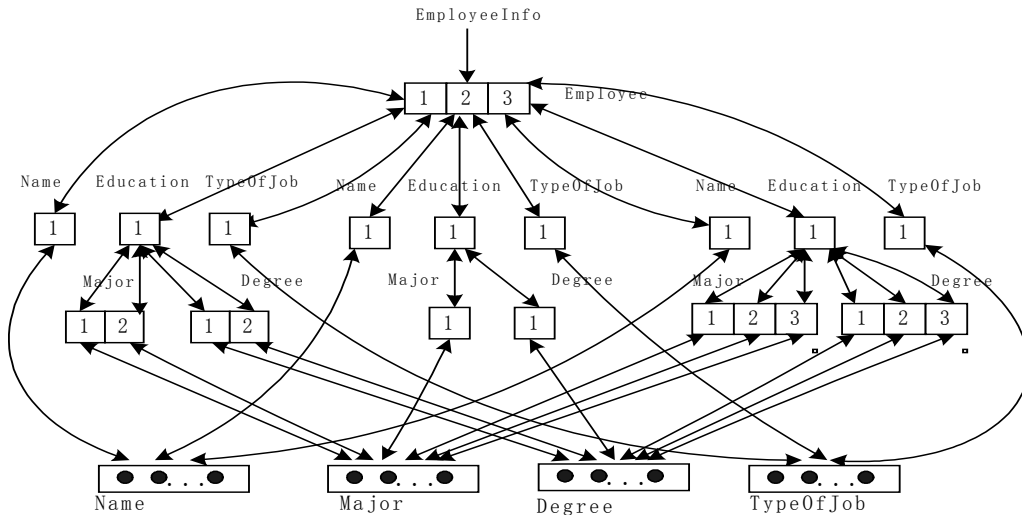 EmployeeInfo
1 2 3
Employee
Name Education TypeOfJob Name Education TypeOfJob Name Education TypeOfJob
1 1 1 1 1 1 1 1 1
Major Degree Major Degree Major Degree
1 2 1 2 1 1 1 2 3 1 2 3
. . . . . . . . . . . .
Name Major Degree TypeOfJob